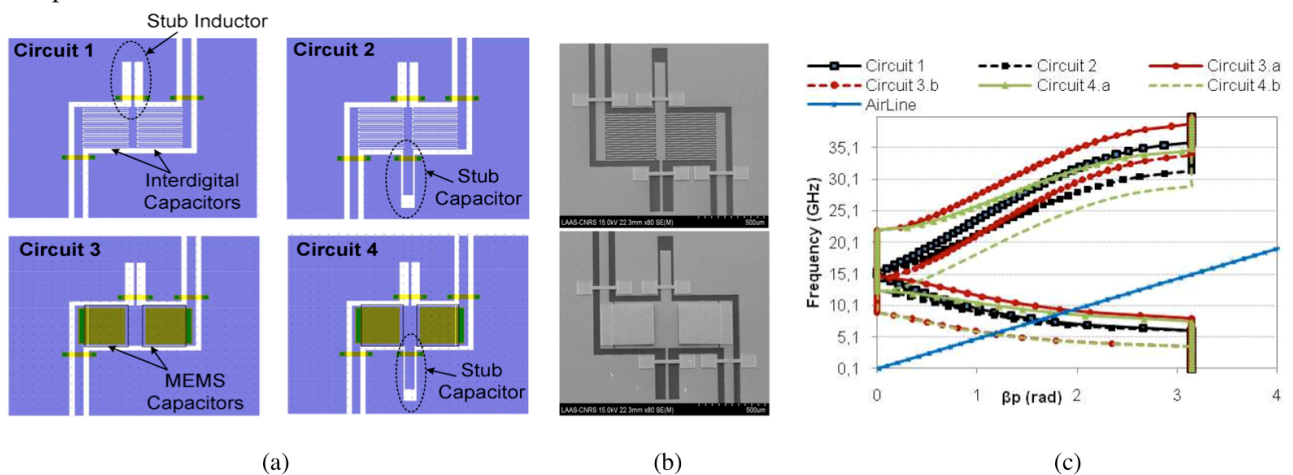 Stub Inductor
Circuit 1
Interdigital
Capacitors
Circuit 2
Stub
Capacitor
Circuit 3
MEMS
Capacitors
Circuit 4
Stub
Capacitor
(a)
LAAS-CNRS 15.0kV 22.3mm x80 SE(M)
500um
LAAS-CNRS 15.0kV 22.3mm x80 SE(M)
500um
(b)
Circuit 1 Circuit 2 Circuit 3.a
Circuit 3.b Circuit 4.a Circuit 4.b
AirLine
Frequency (GHz)
35,1
30,1
25,1
20,1
15,1
10,1
5,1
0,1
0 1 2 3 4
βp (rad)
(c)